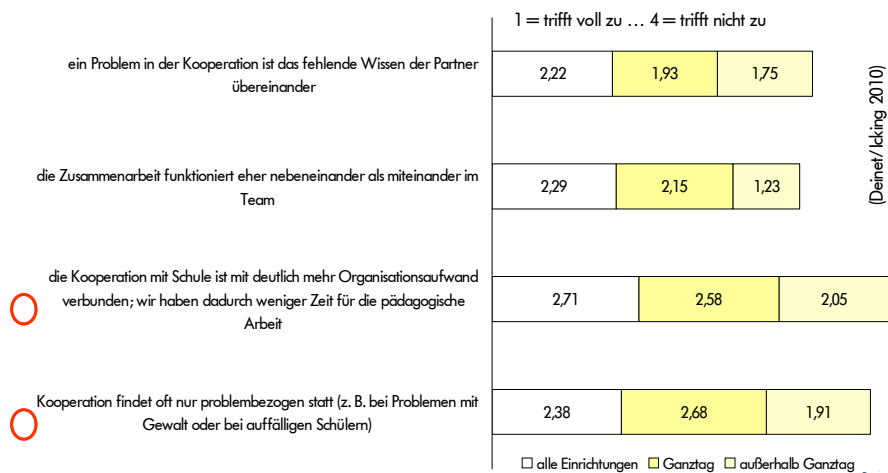 1 = trifft voll zu ... 4 = trifft nicht zu
ein Problem in der Kooperation ist das fehlende Wissen der Partner
übereinander
2,22 1,93 1,75
die Zusammenarbeit funktioniert eher nebeneinander als miteinander im
Team
2,29 2,15 1,23
die Kooperation mit Schule ist mit deutlich mehr Organisationsaufwand
verbunden; wir haben dadurch weniger Zeit für die pädagogische
Arbeit
2,71 2,58 2,05
Kooperation findet oft nur problembezogen statt (z. B. bei Problemen mit
Gewalt oder bei auffälligen Schülern)
2,38 2,68 1,91
alle Einrichtungen Ganztag außerhalb Ganztag
(Deinet/Icking 2010)